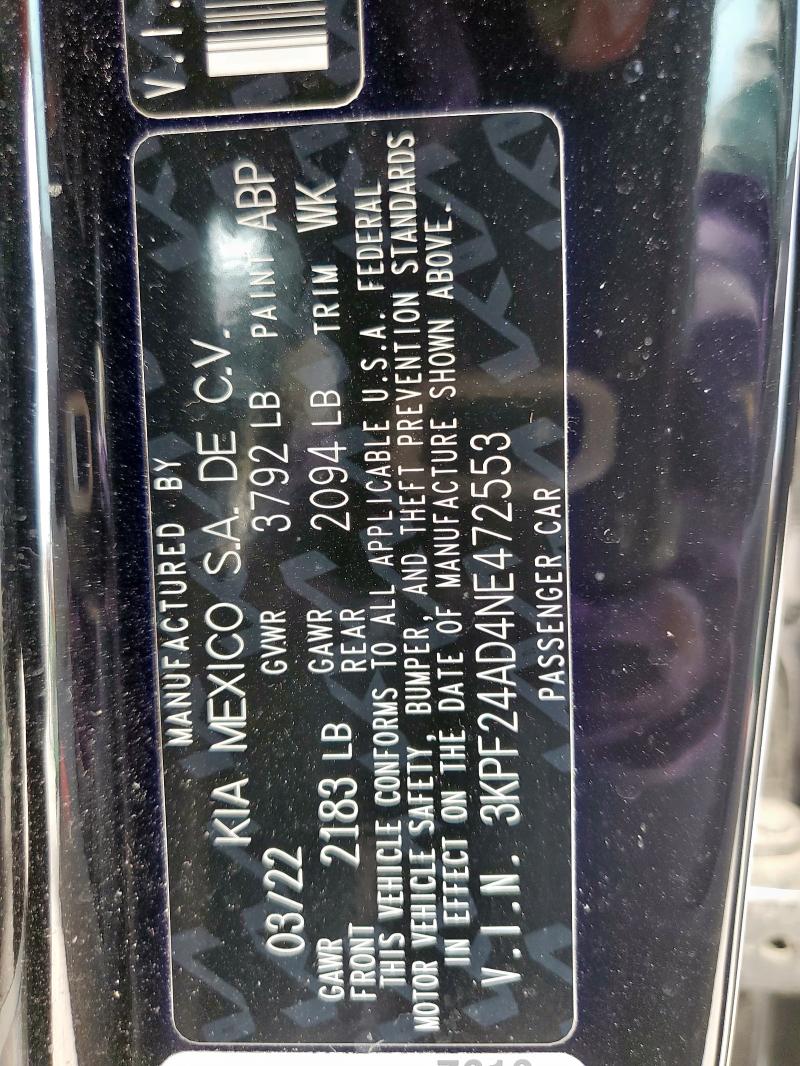 V.I.
MANUFACTURED BY
KIA MEXICO S.A. DE C.V.
03/22 GVWR 3792 LB PAINT ABP
GAWR FRONT 2183 LB GAWR REAR 2094 LB TRIM WK
THIS VEHICLE CONFORMS TO ALL APPLICABLE U.S.A. FEDERAL
MOTOR VEHICLE SAFETY, BUMPER, AND THEFT PREVENTION STANDARDS
IN EFFECT ON THE DATE OF MANUFACTURE SHOWN ABOVE.
V.I.N. 3KPF24AD4NE472553
PASSENGER CAR